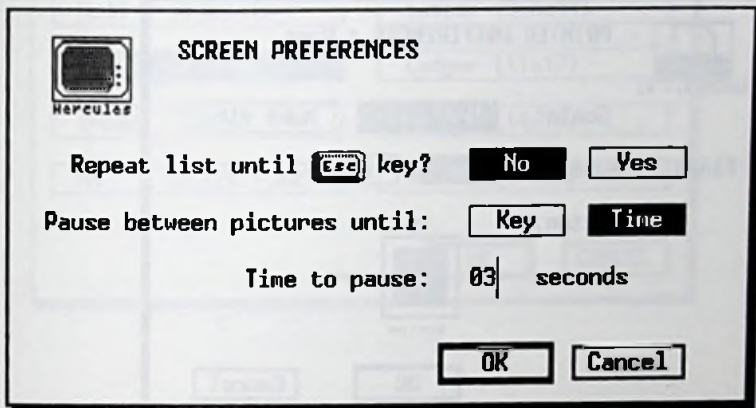 SCREEN PREFERENCES
Hercules
Repeat list until Esc key? No Yes
Pause between pictures until: Key Time
Time to pause: 03 seconds
OK Cancel